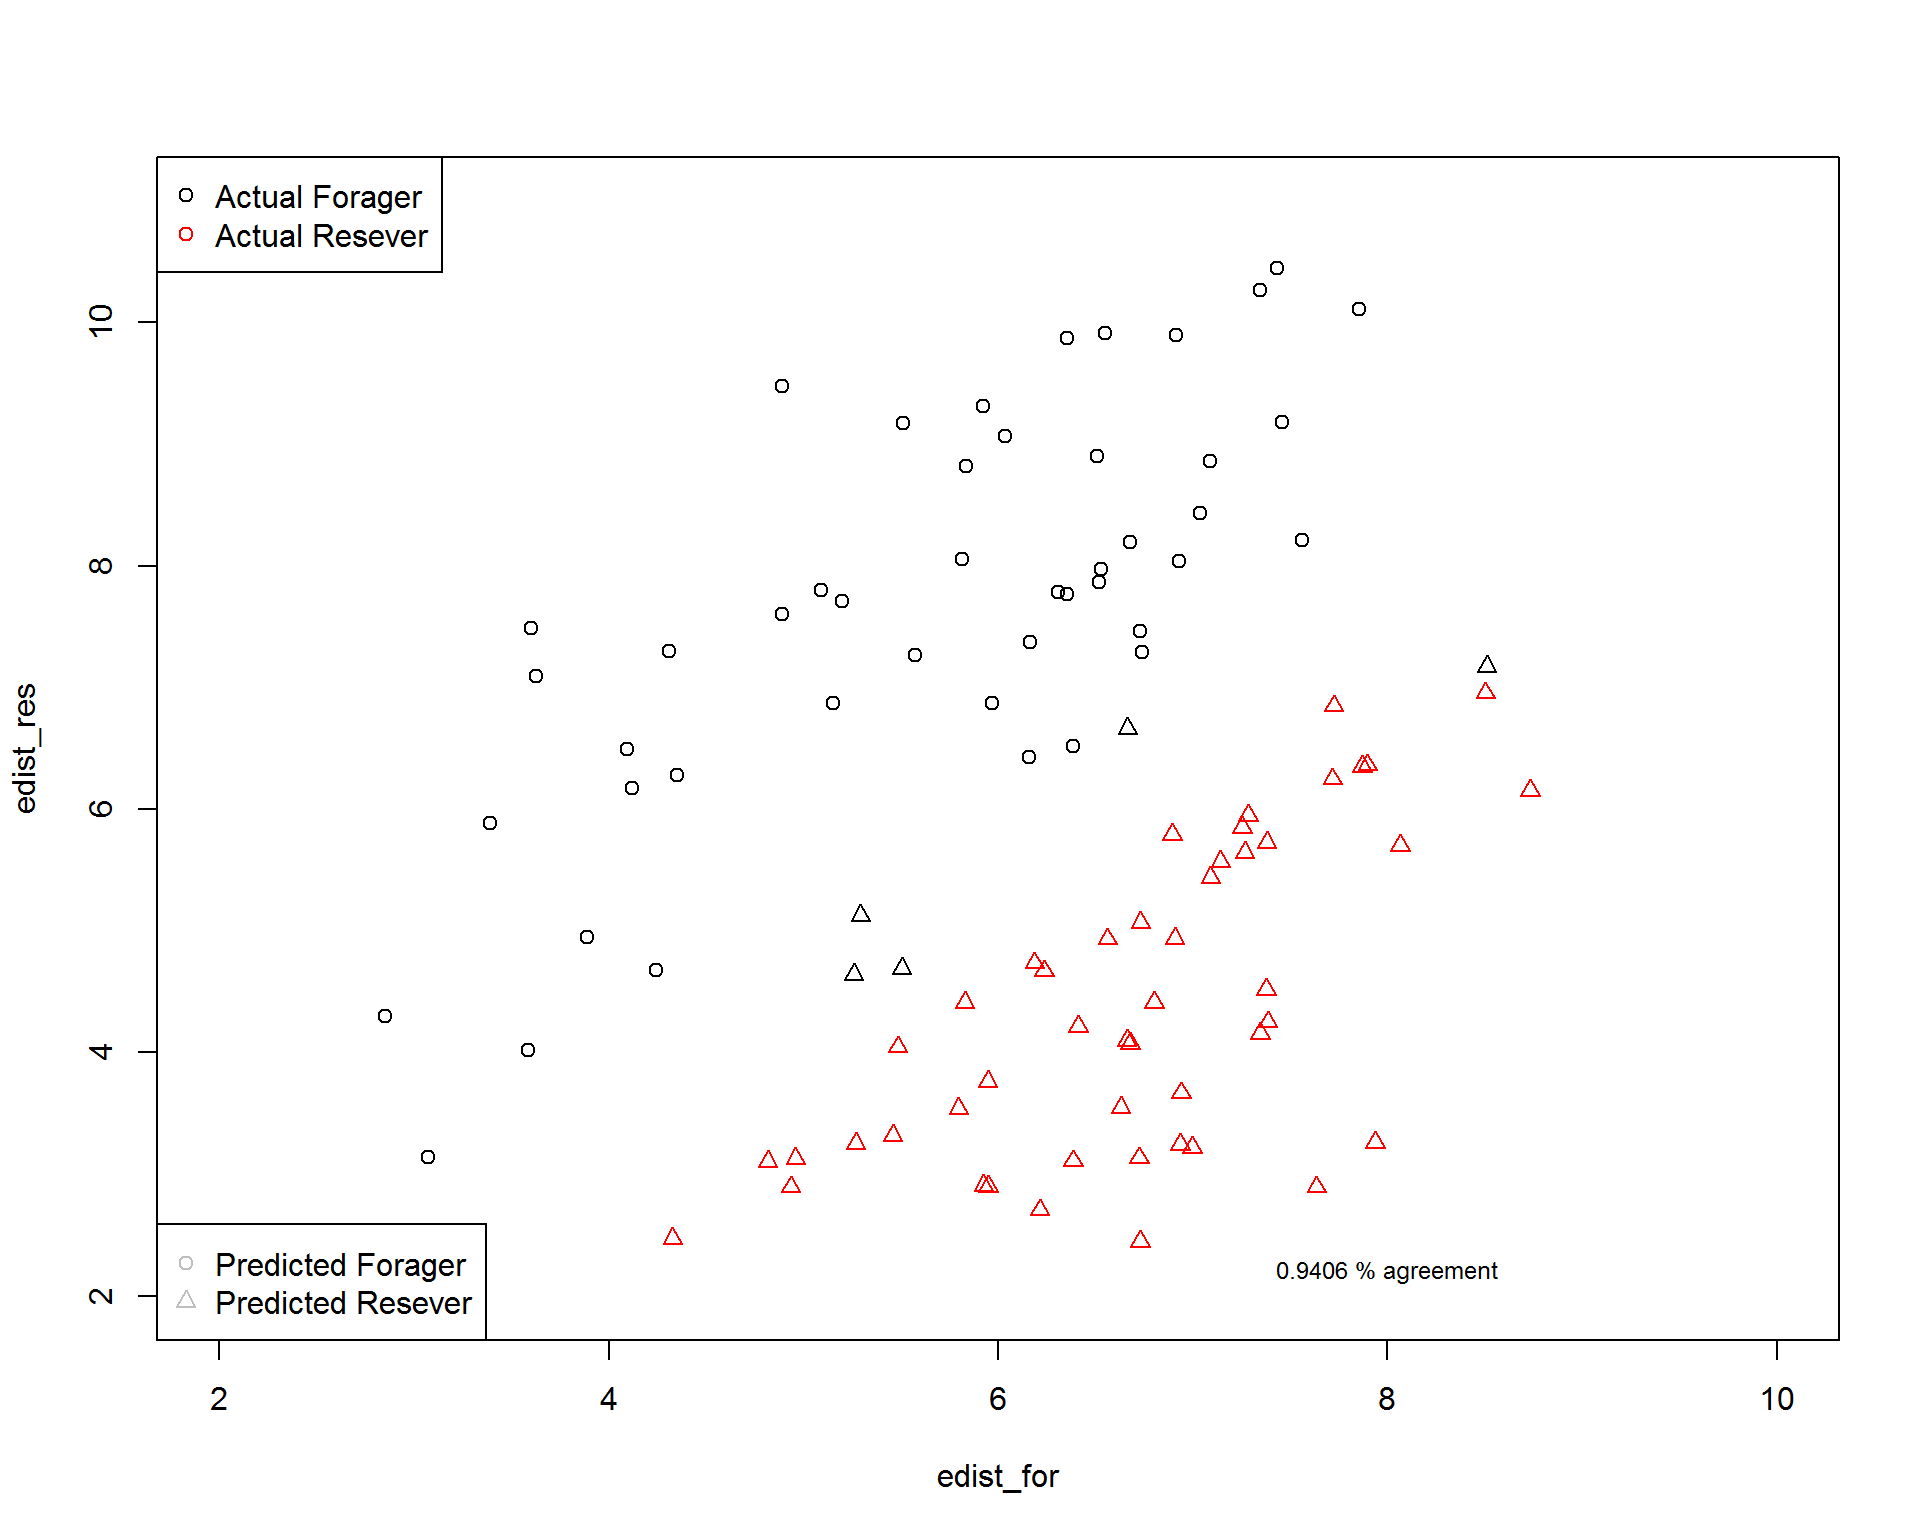 Actual Forager
Actual Resever
10
8
6
4
2
edist_res
Predicted Forager
Predicted Resever
0.9406 % agreement
2 4 6 8 10
edist_for